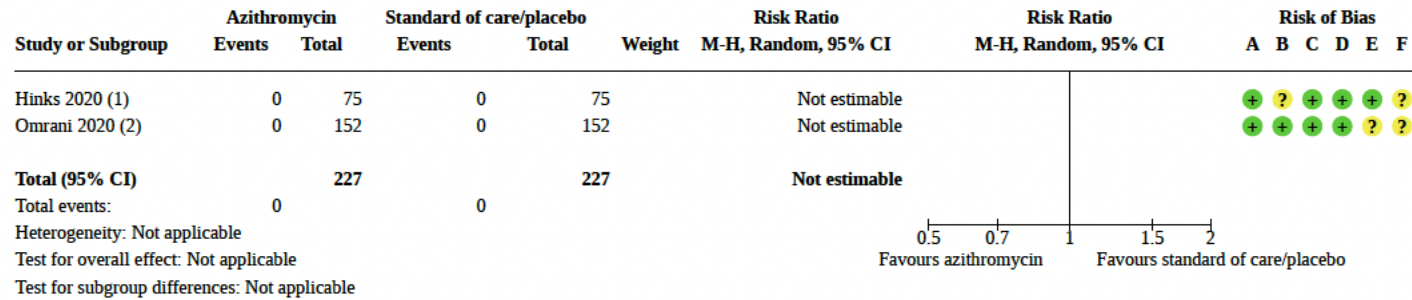 Azithromycin Standard of care/placebo Risk Ratio Risk Ratio Risk of Bias
Study or Subgroup Events Total Events Total Weight M-H, Random, 95% CI M-H, Random, 95% CI A B C D E F
Hinks 2020 (1) 0 75 0 75 Not estimable + ? + + + ?
Omrani 2020 (2) 0 152 0 152 Not estimable + + + + ? ?
Total (95% CI) 227 227 Not estimable
Total events: 0 0
Heterogeneity: Not applicable 0.5 0.7 1 1.5 2
Test for overall effect: Not applicable Favours azithromycin Favours standard of care/placebo
Test for subgroup differences: Not applicable